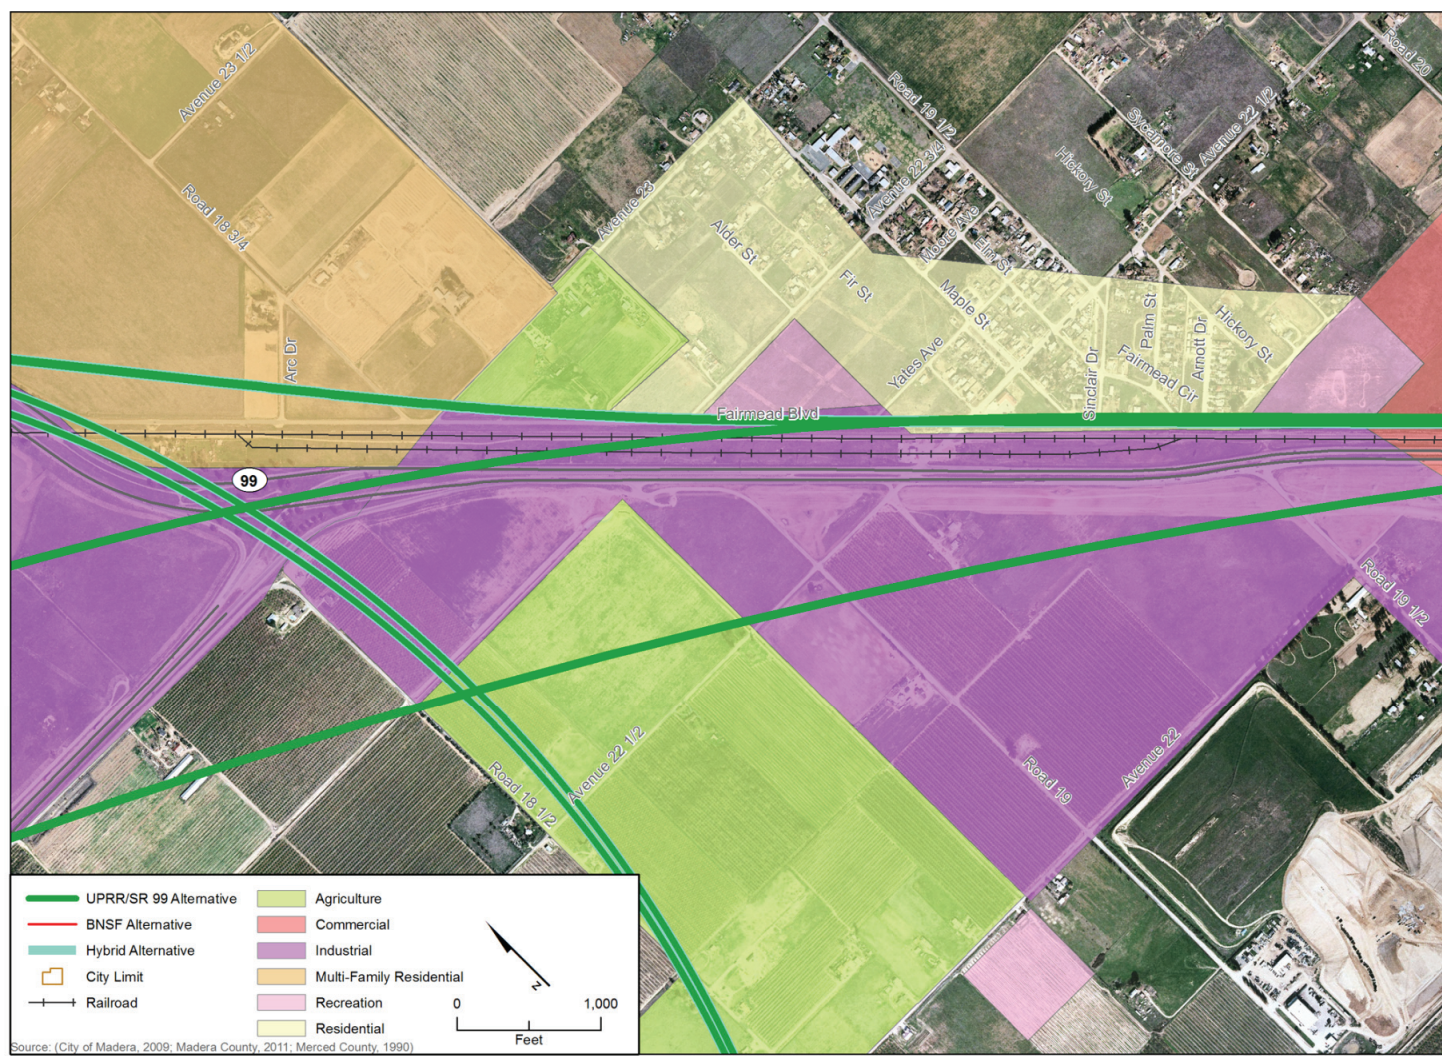 Avenue 23 1/2
Road 20
Road 19 1/2
Sycamore St
Avenue 22 1/2
Hickory St
Avenue 22 3/4
Road 18 3/4
Avenue 23
Alder St
Moore Ave
Elm St
Fir St
Maple St
Palm St
Hickory St
Arnott Dr
Yates Ave
Fairmead Cir
Sinclair Dr
Arc Dr
Fairmead Blvd
99
Road 19 1/2
Avenue 22 1/2
Road 18 1/2
Road 19
Avenue 22
UPRR/SR 99 Alternative
BNSF Alternative
Hybrid Alternative
City Limit
Railroad
Agriculture
Commercial
Industrial
Multi-Family Residential
Recreation
Residential
N
0 1,000
Feet
Source: (City of Madera, 2009; Madera County, 2011; Merced County, 1990)